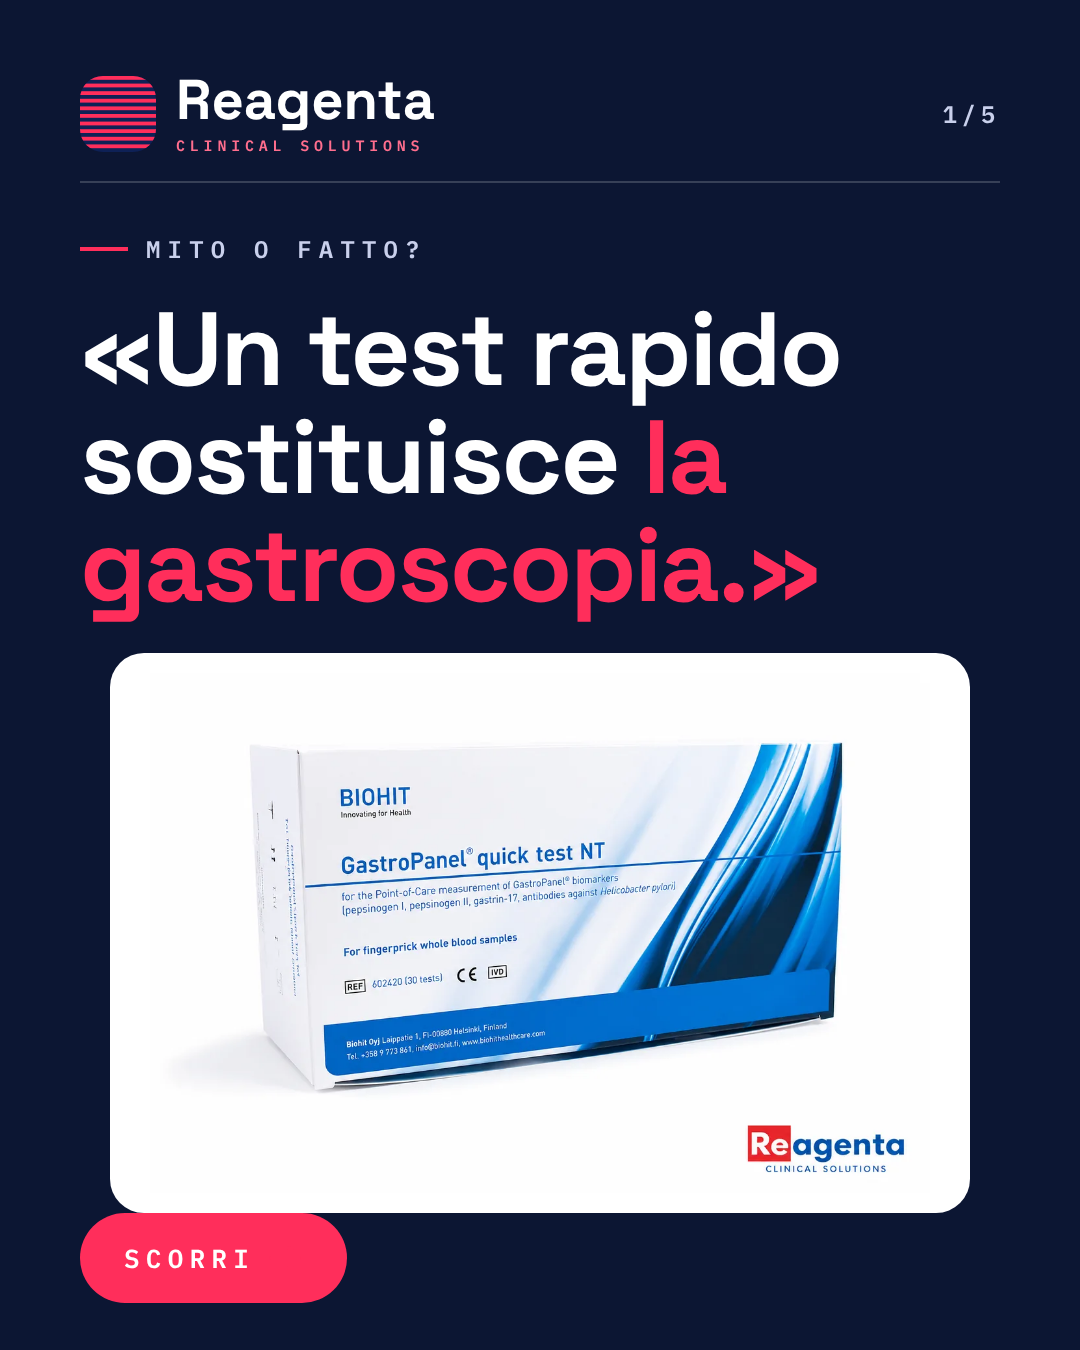 Reagenta
CLINICAL SOLUTIONS
1/5
MITO O FATTO?
«Un test rapido
sostituisce la
gastroscopia.»
BIOHIT
Innovating for Health
GastroPanel® quick test NT
for the Point-of-Care measurement of GastroPanel® biomarkers
(pepsinogen I, pepsinogen II, gastrin-17, antibodies against Helicobacter pylori)
For fingerprick whole blood samples
REF 602420 (30 tests) CE IVD
Biohit Oyj Laippatie 1, FI-00880 Helsinki, Finland
Tel. +358 9 773 861, info@biohit.fi, www.biohithealthcare.com
Reagenta
CLINICAL SOLUTIONS
SCORRI